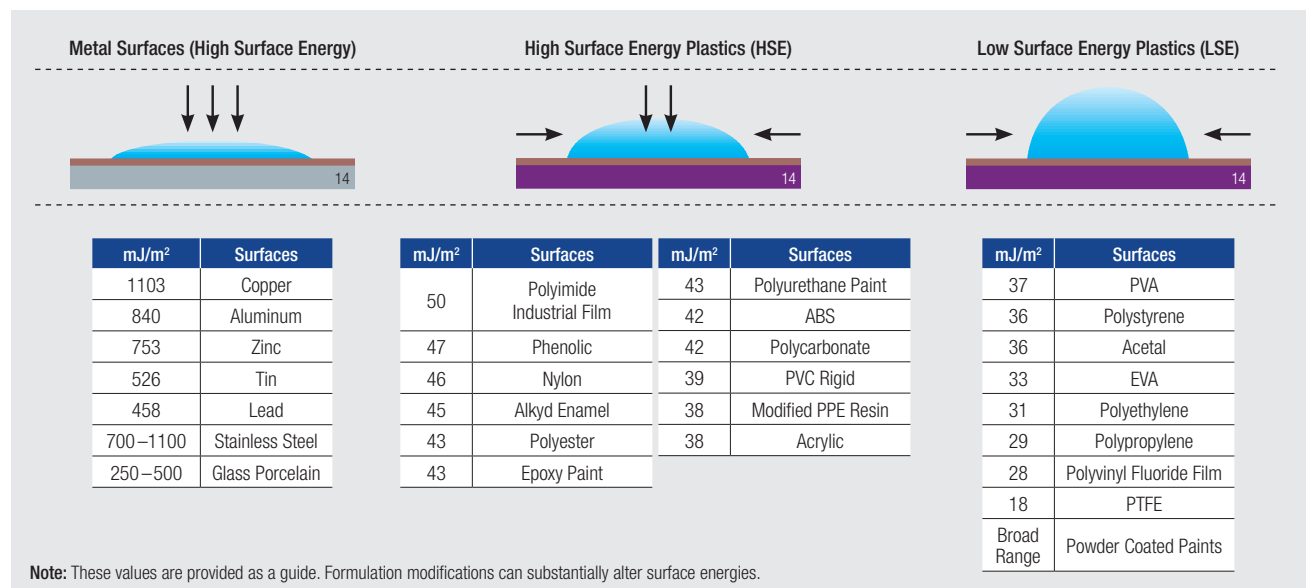 Metal Surfaces (High Surface Energy)
High Surface Energy Plastics (HSE)
Low Surface Energy Plastics (LSE)
14
14
14
mJ/m² Surfaces
1103 Copper
840 Aluminum
753 Zinc
526 Tin
458 Lead
700–1100 Stainless Steel
250–500 Glass Porcelain
mJ/m² Surfaces
50 Polyimide
Industrial Film
47 Phenolic
46 Nylon
45 Alkyd Enamel
43 Polyester
43 Epoxy Paint
mJ/m² Surfaces
43 Polyurethane Paint
42 ABS
42 Polycarbonate
39 PVC Rigid
38 Modified PPE Resin
38 Acrylic
mJ/m² Surfaces
37 PVA
36 Polystyrene
36 Acetal
33 EVA
31 Polyethylene
29 Polypropylene
28 Polyvinyl Fluoride Film
18 PTFE
Broad
Range Powder Coated Paints
Note: These values are provided as a guide. Formulation modifications can substantially alter surface energies.